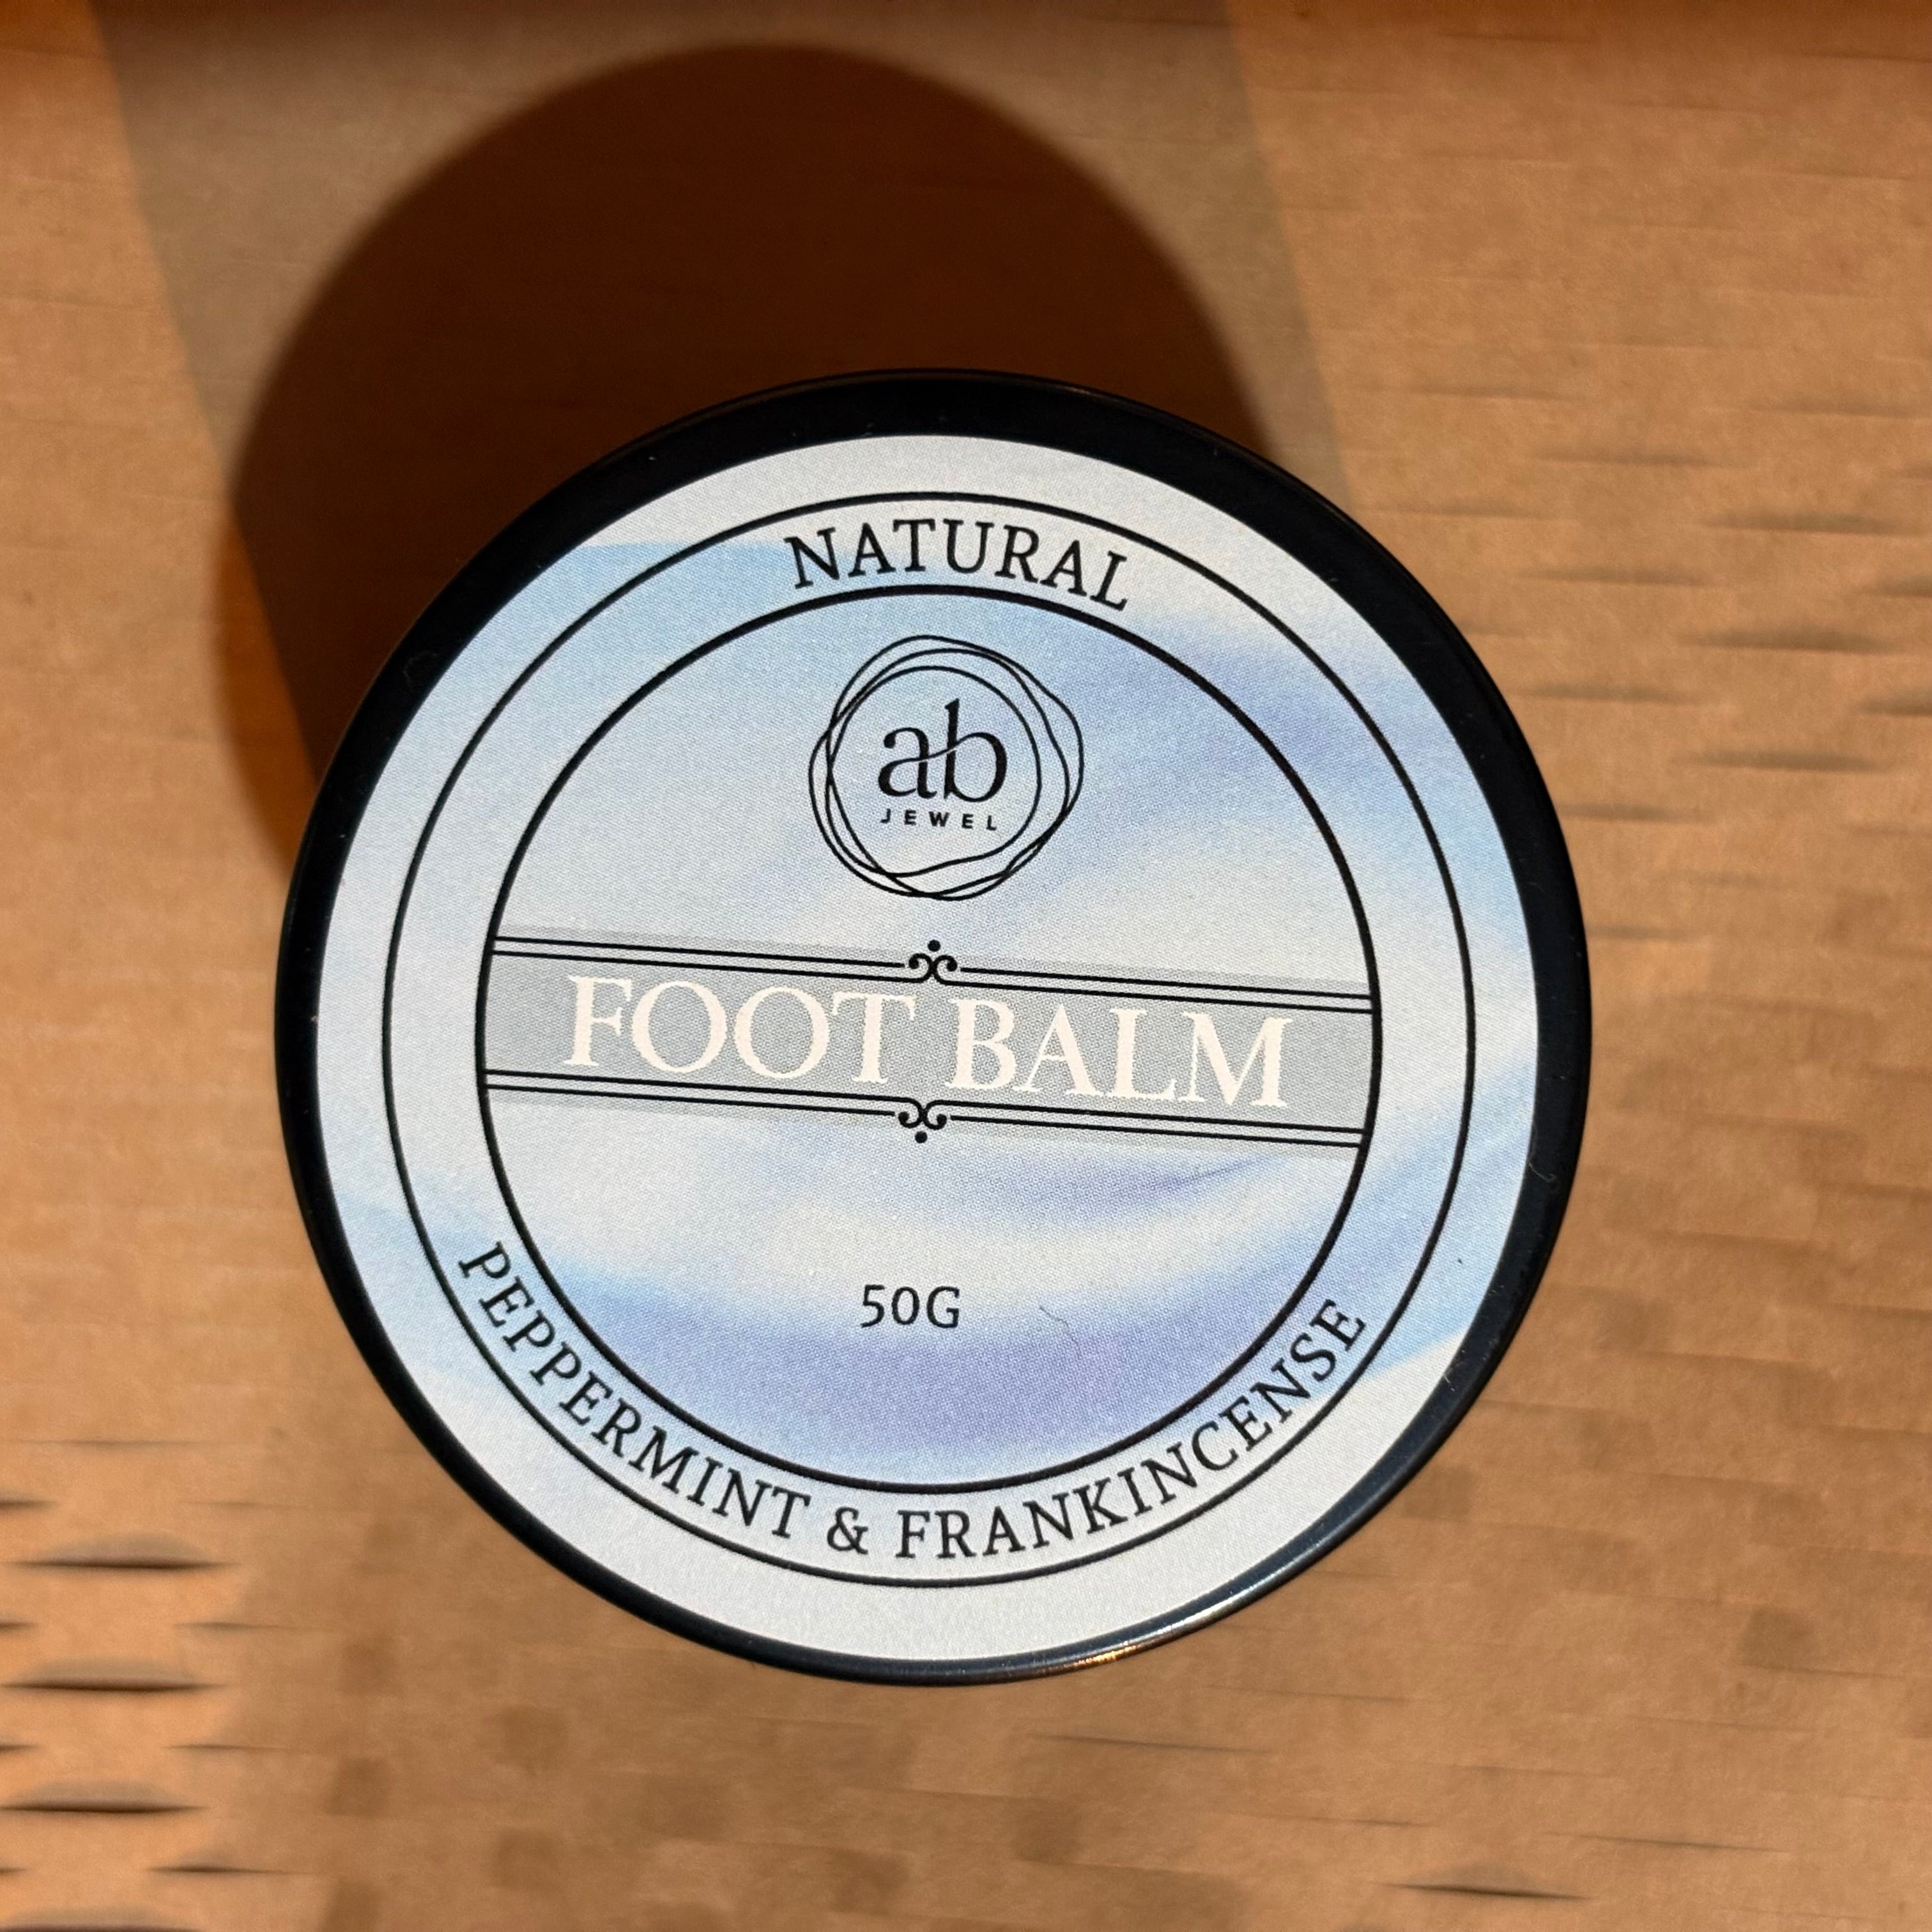 NATURAL
ab
JEWEL
FOOT BALM
50G
PEPPERMINT & FRANKINCENSE